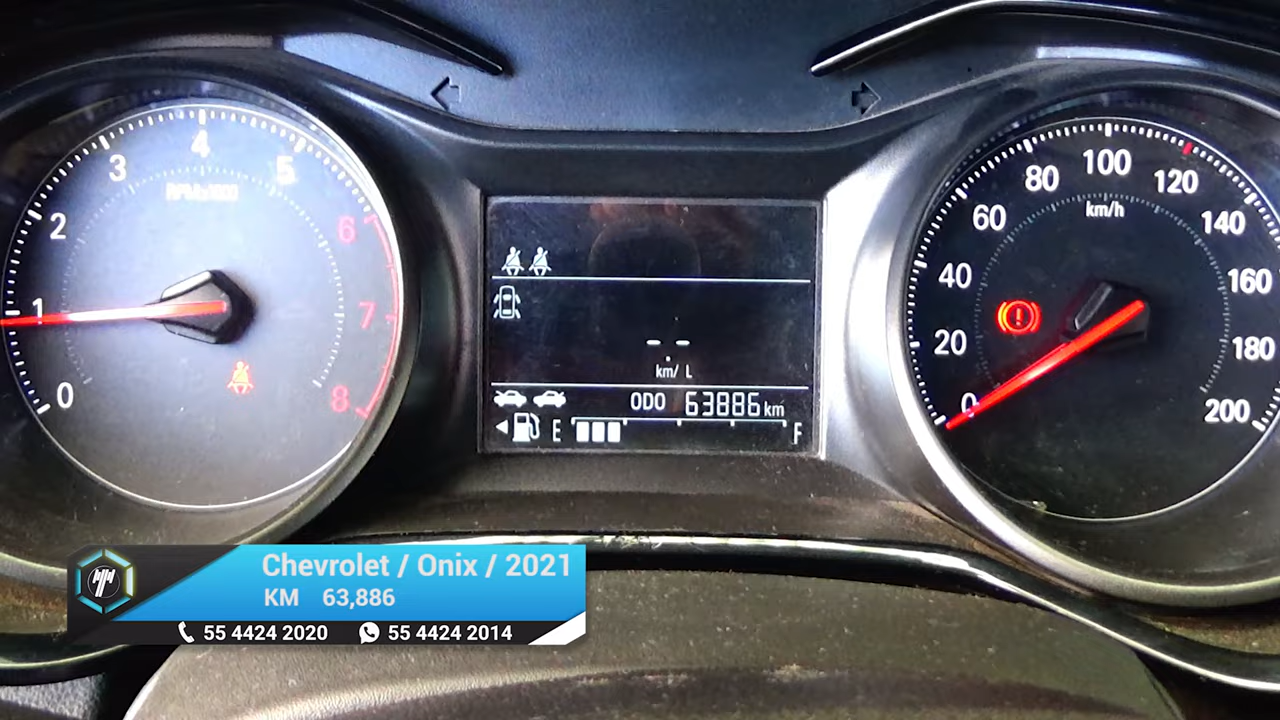 0 1 2 3 4 5 6 7 8
RPMx1000
km/h
0 20 40 60 80 100 120 140 160 180 200
-- . --
km/ L
ODO 63886 km
E F
Chevrolet / Onix / 2021
KM 63,886
55 4424 2020 55 4424 2014